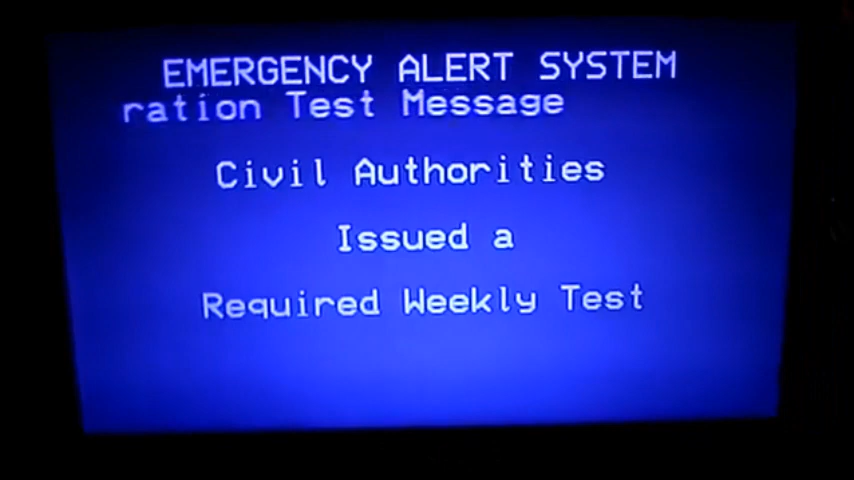 EMERGENCY ALERT SYSTEM
ration Test Message
Civil Authorities
Issued a
Required Weekly Test